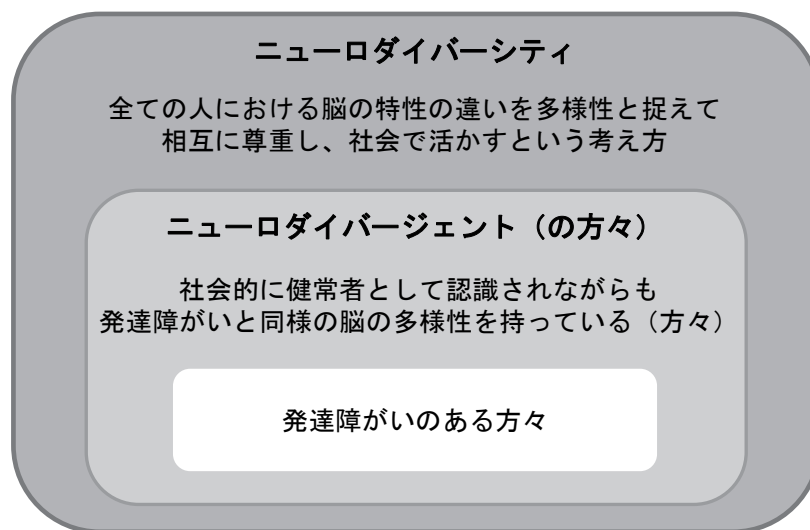 ニューロダイバーシティ
全ての人における脳の特性の違いを多様性と捉えて
相互に尊重し、社会で活かすという考え方
ニューロダイバージェント（の方々）
社会的に健常者として認識されながらも
発達障がいと同様の脳の多様性を持っている（方々）
発達障がいのある方々